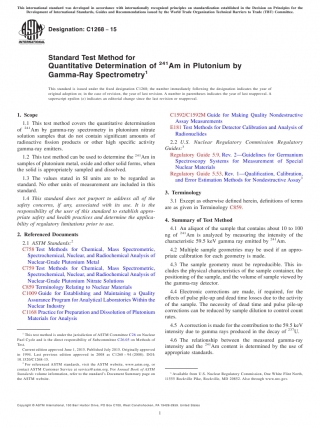 This international standard was developed in accordance with internationally recognized principles on standardization established in the Decision on Principles for the
Development of International Standards, Guides and Recommendations issued by the World Trade Organization Technical Barriers to Trade (TBT) Committee.
Designation: C1268 − 15
INTERNATIONAL
Standard Test Method for
Quantitative Determination of 241Am in Plutonium by
Gamma-Ray Spectrometry1
This standard is issued under the fixed designation C1268; the number immediately following the designation indicates the year of
original adoption or, in the case of revision, the year of last revision. A number in parentheses indicates the year of last reapproval. A
superscript epsilon (ε) indicates an editorial change since the last revision or reapproval.
1. Scope
1.1 This test method covers the quantitative determination
of 241Am by gamma-ray spectrometry in plutonium nitrate
solution samples that do not contain significant amounts of
radioactive fission products or other high specific activity
gamma-ray emitters.
1.2 This test method can be used to determine the 241Am in
samples of plutonium metal, oxide and other solid forms, when
the solid is appropriately sampled and dissolved.
1.3 The values stated in SI units are to be regarded as
standard. No other units of measurement are included in this
standard.
1.4 This standard does not purport to address all of the
safety concerns, if any, associated with its use. It is the
responsibility of the user of this standard to establish appro-
priate safety and health practices and determine the applica-
bility of regulatory limitations prior to use.
2. Referenced Documents
2.1 ASTM Standards:2
C758 Test Methods for Chemical, Mass Spectrometric,
Spectrochemical, Nuclear, and Radiochemical Analysis of
Nuclear-Grade Plutonium Metal
C759 Test Methods for Chemical, Mass Spectrometric,
Spectrochemical, Nuclear, and Radiochemical Analysis of
Nuclear-Grade Plutonium Nitrate Solutions
C859 Terminology Relating to Nuclear Materials
C1009 Guide for Establishing and Maintaining a Quality
Assurance Program for Analytical Laboratories Within the
Nuclear Industry
C1168 Practice for Preparation and Dissolution of Plutonium
Materials for Analysis
1 This test method is under the jurisdiction of ASTM Committee C26 on Nuclear
Fuel Cycle and is the direct responsibility of Subcommittee C26.05 on Methods of
Test.
Current edition approved June 1, 2015. Published July 2015. Originally approved
in 1994. Last previous edition approved in 2008 as
2 For referenced ASTM standards, visit the ASTM website, www.astm.org, or
contact ASTM Customer Service at service@astm.org. For Annual Book of ASTM
Standards volume information, refer to the standard's Document Summary page on
the ASTM website.
C1592/C1592M Guide for Making Quality Nondestructive
Assay Measurements
E181 Test Methods for Detector Calibration and Analysis of
Radionuclides
2.2 U.S. Nuclear Regulatory Commission Regulatory
Guides:3
Regulatory Guide 5.9, Rev. 2—Guidelines for Germanium
Spectroscopy Systems for Measurement of Special
Nuclear Materials
Regulatory Guide 5.53, Rev. 1—Qualification, Calibration,
and Error Estimation Methods for Nondestructive Assay3
3. Terminology
3.1 Except as otherwise defined herein, definitions of terms
are as given in Terminology C859.
4. Summary of Test Method
4.1 An aliquot of the sample that contains about 10 to 100
ng of 241Am is analyzed by measuring the intensity of the
characteristic 59.5 keV gamma ray emitted by 241Am.
4.2 Multiple sample geometries may be used if an appro-
priate calibration for each geometry is made.
4.3 The sample geometry must be reproducible. This in-
cludes the physical characteristics of the sample container, the
positioning of the sample, and the volume of sample viewed by
the gamma-ray detector.
4.4 Electronic corrections are made, if required, for the
effects of pulse pile-up and dead time losses due to the activity
of the sample. The necessity of dead time and pulse pile-up
corrections can be reduced by sample dilution to control count
rates.
4.5 A correction is made for the contribution to the 59.5 keV
intensity due to gamma rays produced in the decay of 237U.
4.6 The relationship between the measured gamma-ray
intensity and the 241Am content is determined by the use of
appropriate standards.
3 Available from U.S. Nuclear Regulatory Commission, One White Flint North,
11555 Rockville Pike, Rockville, MD 20852. Also through www.nrc.gov.
Copyright © ASTM International, 100 Barr Harbor Drive, PO Box C700, West Conshohocken, PA 19428-2959. United States
1